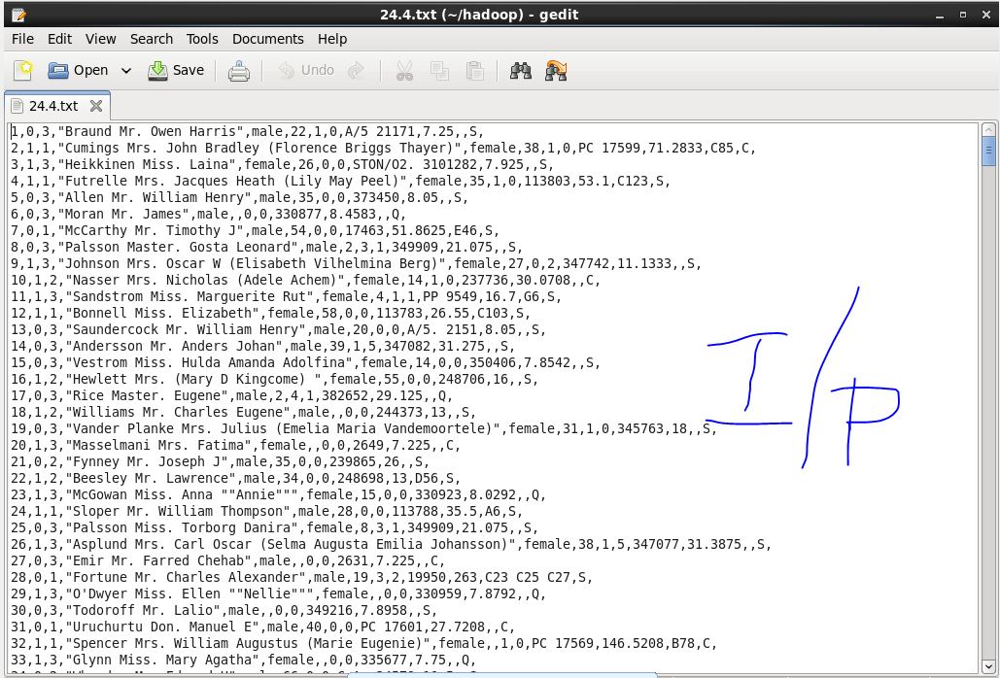 24.4.txt (~/hadoop) - gedit
File Edit View Search Tools Documents Help
Open Save Undo
24.4.txt
1,0,3,"Braund Mr. Owen Harris",male,22,1,0,A/5 21171,7.25,,S,
2,1,1,"Cumings Mrs. John Bradley (Florence Briggs Thayer)",female,38,1,0,PC 17599,71.2833,C85,C,
3,1,3,"Heikkinen Miss. Laina",female,26,0,0,STON/O2. 3101282,7.925,,S,
4,1,1,"Futrelle Mrs. Jacques Heath (Lily May Peel)",female,35,1,0,113803,53.1,C123,S,
5,0,3,"Allen Mr. William Henry",male,35,0,0,373450,8.05,,S,
6,0,3,"Moran Mr. James",male,,0,0,330877,8.4583,,Q,
7,0,1,"McCarthy Mr. Timothy J",male,54,0,0,17463,51.8625,E46,S,
8,0,3,"Palsson Master. Gosta Leonard",male,2,3,1,349909,21.075,,S,
9,1,3,"Johnson Mrs. Oscar W (Elisabeth Vilhelmina Berg)",female,27,0,2,347742,11.1333,,S,
10,1,2,"Nasser Mrs. Nicholas (Adele Achem)",female,14,1,0,237736,30.0708,,C,
11,1,3,"Sandstrom Miss. Marguerite Rut",female,4,1,1,PP 9549,16.7,G6,S,
12,1,1,"Bonnell Miss. Elizabeth",female,58,0,0,113783,26.55,C103,S,
13,0,3,"Saundercock Mr. William Henry",male,20,0,0,A/5. 2151,8.05,,S,
14,0,3,"Andersson Mr. Anders Johan",male,39,1,5,347082,31.275,,S,
15,0,3,"Vestrom Miss. Hulda Amanda Adolfina",female,14,0,0,350406,7.8542,,S,
16,1,2,"Hewlett Mrs. (Mary D Kingcome) ",female,55,0,0,248706,16,,S,
17,0,3,"Rice Master. Eugene",male,2,4,1,382652,29.125,,Q,
18,1,2,"Williams Mr. Charles Eugene",male,,0,0,244373,13,,S,
19,0,3,"Vander Planke Mrs. Julius (Emelia Maria Vandemoortele)",female,31,1,0,345763,18,,S,
20,1,3,"Masselmani Mrs. Fatima",female,,0,0,2649,7.225,,C,
21,0,2,"Fynney Mr. Joseph J",male,35,0,0,239865,26,,S,
22,1,2,"Beesley Mr. Lawrence",male,34,0,0,248698,13,D56,S,
23,1,3,"McGowan Miss. Anna ""Annie""",female,15,0,0,330923,8.0292,,Q,
24,1,1,"Sloper Mr. William Thompson",male,28,0,0,113788,35.5,A6,S,
25,0,3,"Palsson Miss. Torborg Danira",female,8,3,1,349909,21.075,,S,
26,1,3,"Asplund Mrs. Carl Oscar (Selma Augusta Emilia Johansson)",female,38,1,5,347077,31.3875,,S,
27,0,3,"Emir Mr. Farred Chehab",male,,0,0,2631,7.225,,C,
28,0,1,"Fortune Mr. Charles Alexander",male,19,3,2,19950,263,C23 C25 C27,S,
29,1,3,"O'Dwyer Miss. Ellen ""Nellie""",female,,0,0,330959,7.8792,,Q,
30,0,3,"Todoroff Mr. Lalio",male,,0,0,349216,7.8958,,S,
31,0,1,"Uruchurtu Don. Manuel E",male,40,0,0,PC 17601,27.7208,,C,
32,1,1,"Spencer Mrs. William Augustus (Marie Eugenie)",female,,1,0,PC 17569,146.5208,B78,C,
33,1,3,"Glynn Miss. Mary Agatha",female,,0,0,335677,7.75,,Q,
I/P